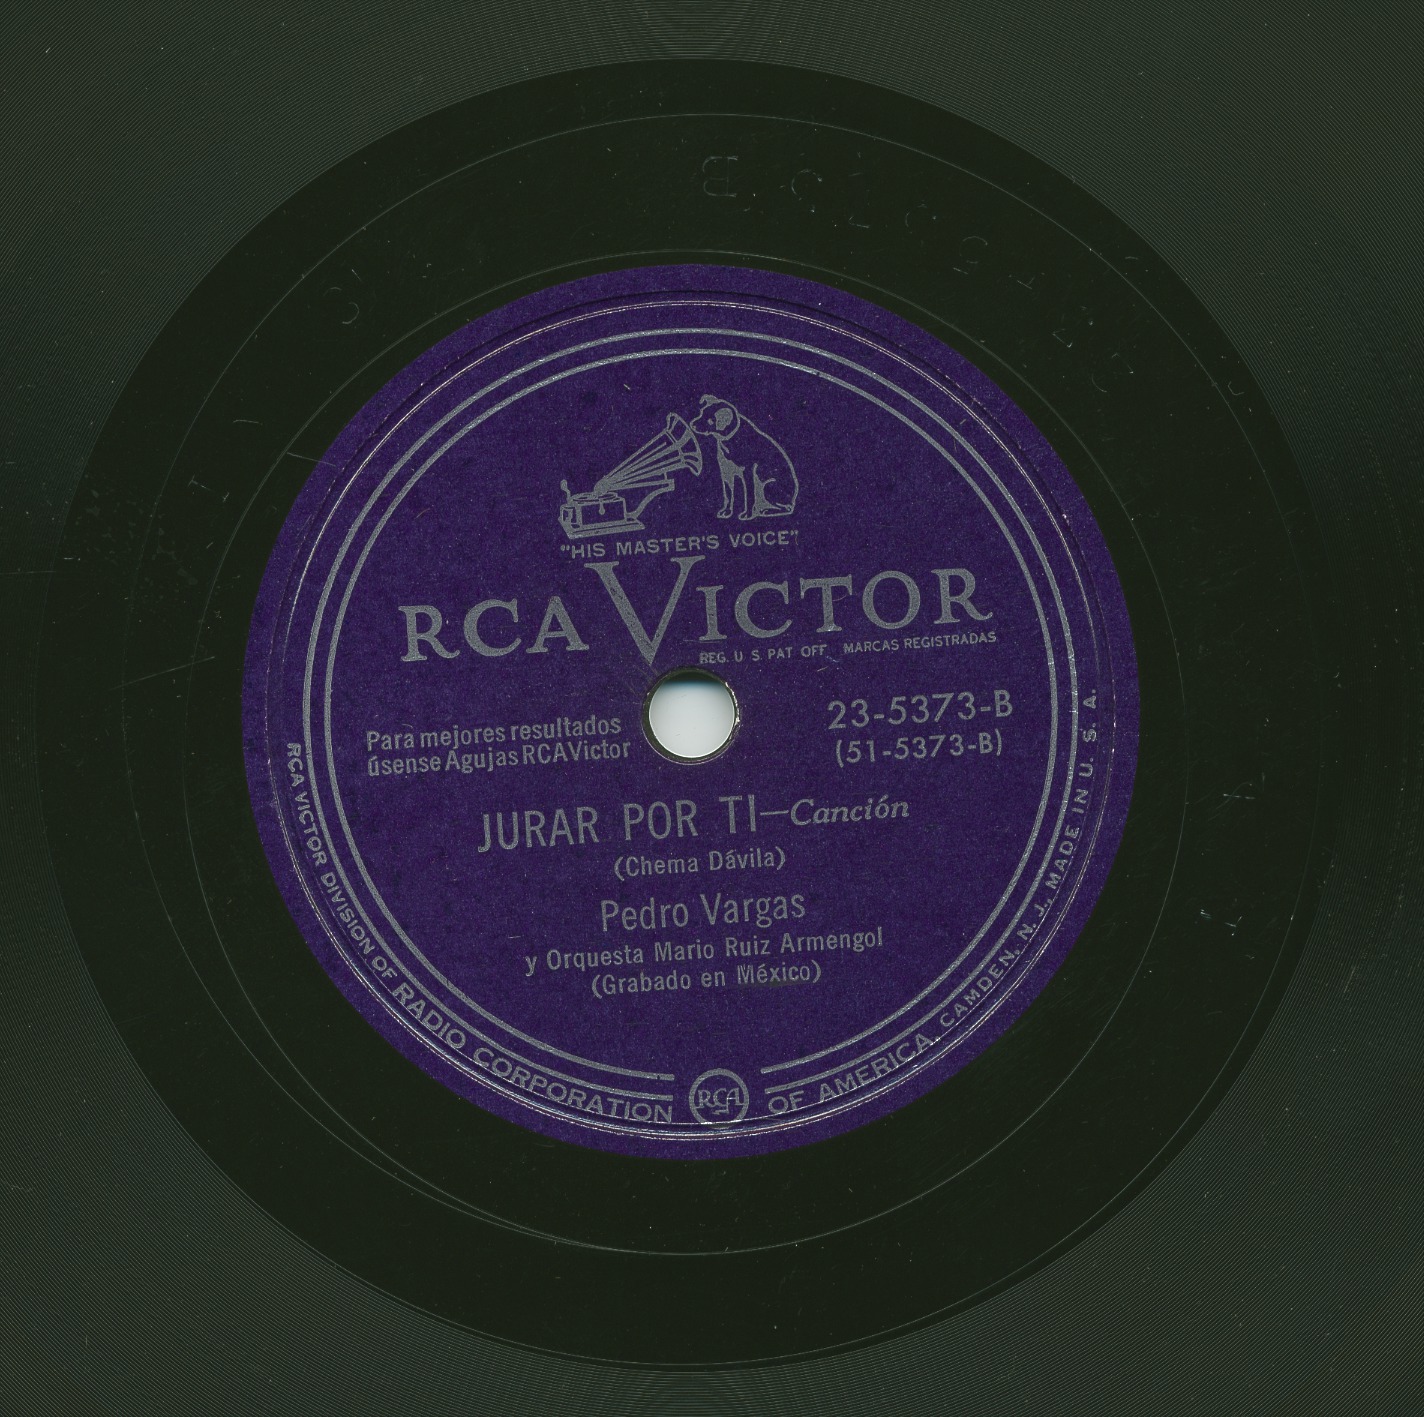 "HIS MASTER'S VOICE"
RCA VICTOR
REG. U. S. PAT. OFF. MARCAS REGISTRADAS
Para mejores resultados
úsense Agujas RCA Victor
23-5373-B
(51-5373-B)
JURAR POR TI—Canción
(Chema Dávila)
Pedro Vargas
y Orquesta Mario Ruiz Armengol
(Grabado en México)
RCA VICTOR DIVISION OF RADIO CORPORATION OF AMERICA, CAMDEN, N. J., MADE IN U. S. A.
RCA